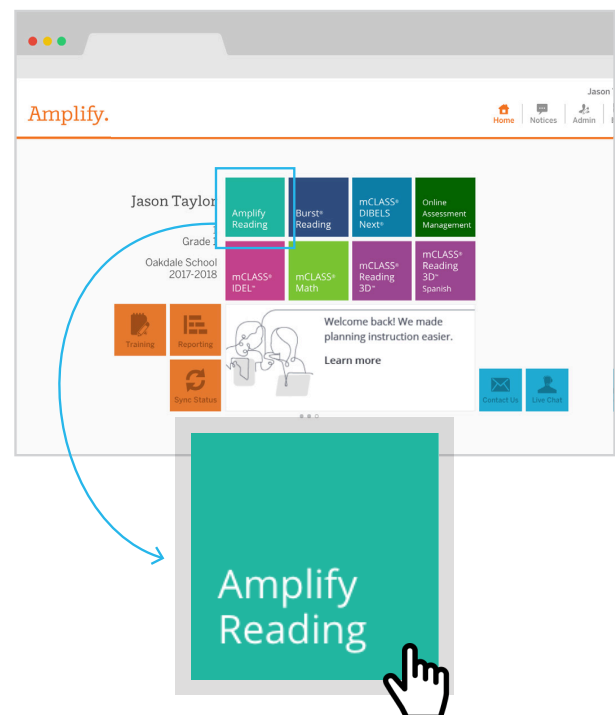 Jason
Amplify.
Home
Notices
Admin
Jason Taylor
Grade
Oakdale School
2017-2018
Amplify
Reading
Burst®
Reading
mCLASS®
DIBELS
Next®
Online
Assessment
Management
mCLASS®
IDEL™
mCLASS®
Math
mCLASS®
Reading
3D™
mCLASS®
Reading
3D™
Spanish
Training
Reporting
Sync Status
Welcome back! We made
planning instruction easier.
Learn more
Contact Us
Live Chat
Amplify
Reading